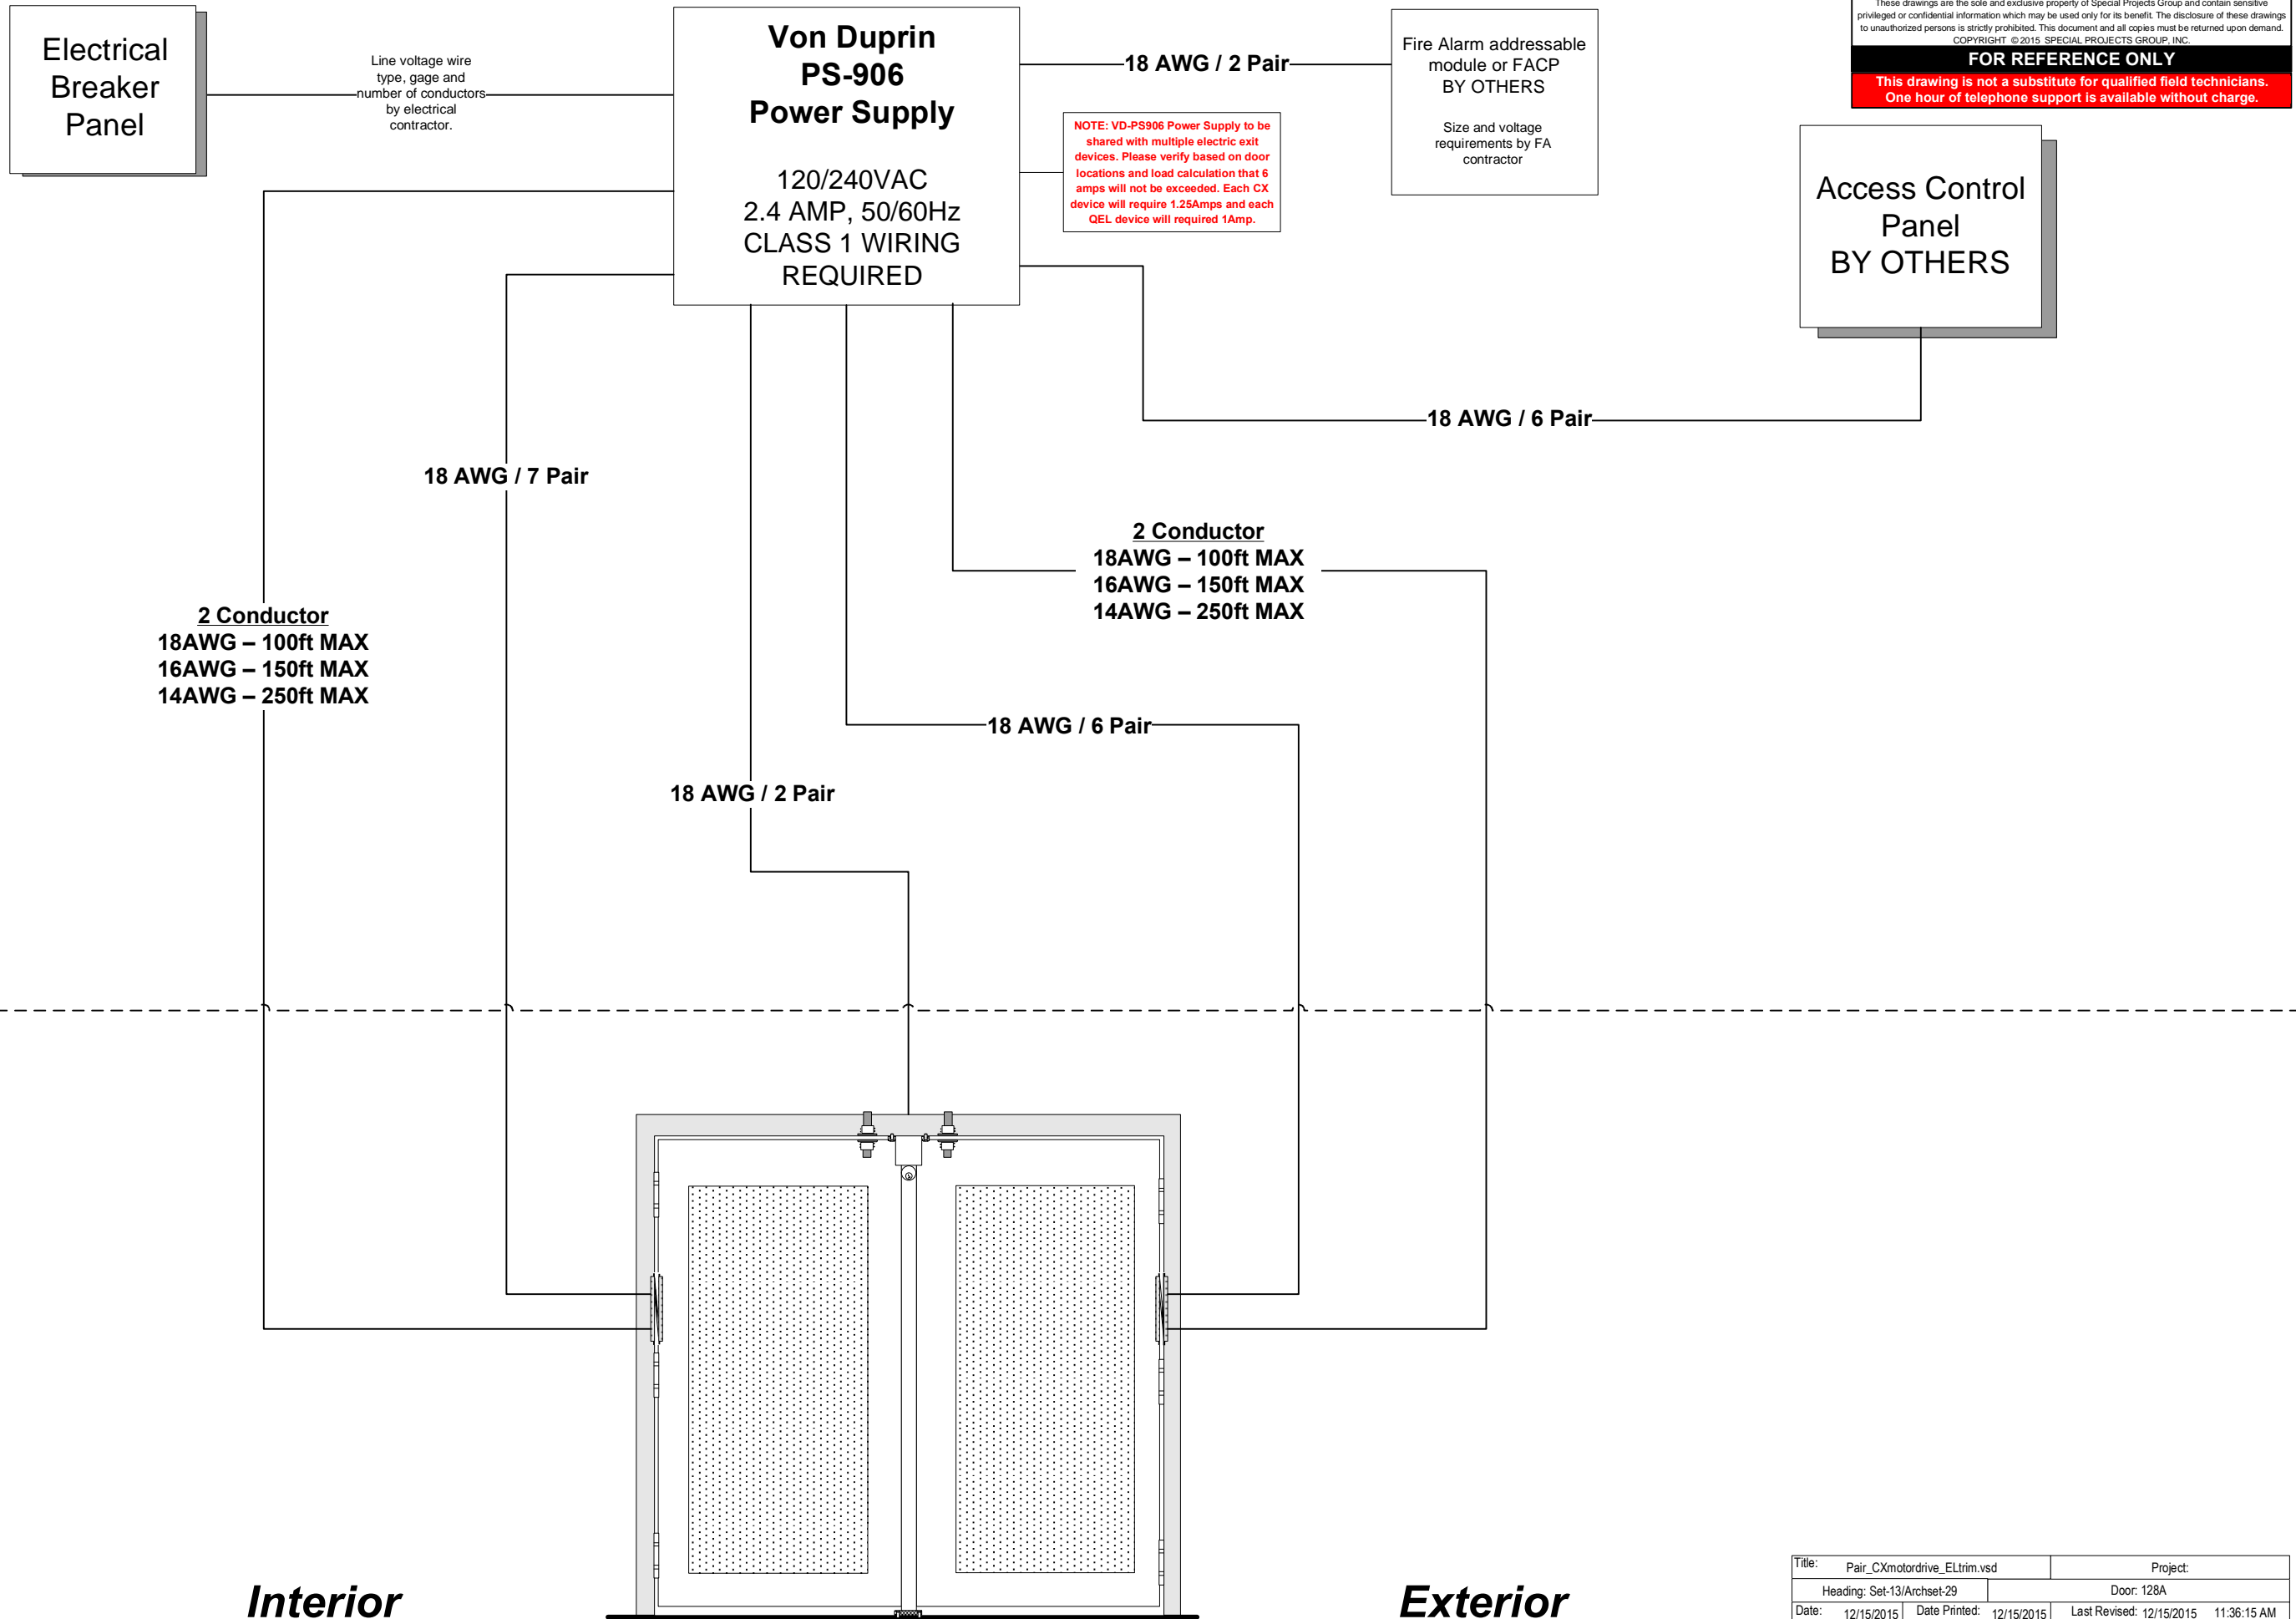 Electrical
Breaker
Panel
Line voltage wire
type, gage and
number of conductors
by electrical
contractor.
Von Duprin
PS-906
Power Supply
120/240VAC
2.4 AMP, 50/60Hz
CLASS 1 WIRING
REQUIRED
18 AWG / 2 Pair
NOTE: VD-PS906 Power Supply to be
shared with multiple electric exit
devices. Please verify based on door
locations and load calculation that 6
amps will not be exceeded. Each CX
device will require 1.25Amps and each
QEL device will required 1Amp.
Fire Alarm addressable
module or FACP
BY OTHERS
Size and voltage
requirements by FA
contractor
These drawings are the sole and exclusive property of Special Projects Group and contain sensitive
privileged or confidential information which may be used only for its benefit. The disclosure of these drawings
to unauthorized persons is strictly prohibited. This document and all copies must be returned upon demand.
COPYRIGHT © 2015 SPECIAL PROJECTS GROUP, INC.
FOR REFERENCE ONLY
This drawing is not a substitute for qualified field technicians.
One hour of telephone support is available without charge.
Access Control
Panel
BY OTHERS
18 AWG / 6 Pair
18 AWG / 7 Pair
2 Conductor
18AWG – 100ft MAX
16AWG – 150ft MAX
14AWG – 250ft MAX
2 Conductor
18AWG – 100ft MAX
16AWG – 150ft MAX
14AWG – 250ft MAX
18 AWG / 6 Pair
18 AWG / 2 Pair
Interior
Exterior
Title: Pair_CXmotordrive_ELtrim.vsd Project:
Heading: Set-13/Archset-29 Door: 128A
Date: 12/15/2015 Date Printed: 12/15/2015 Last Revised: 12/15/2015 11:36:15 AM